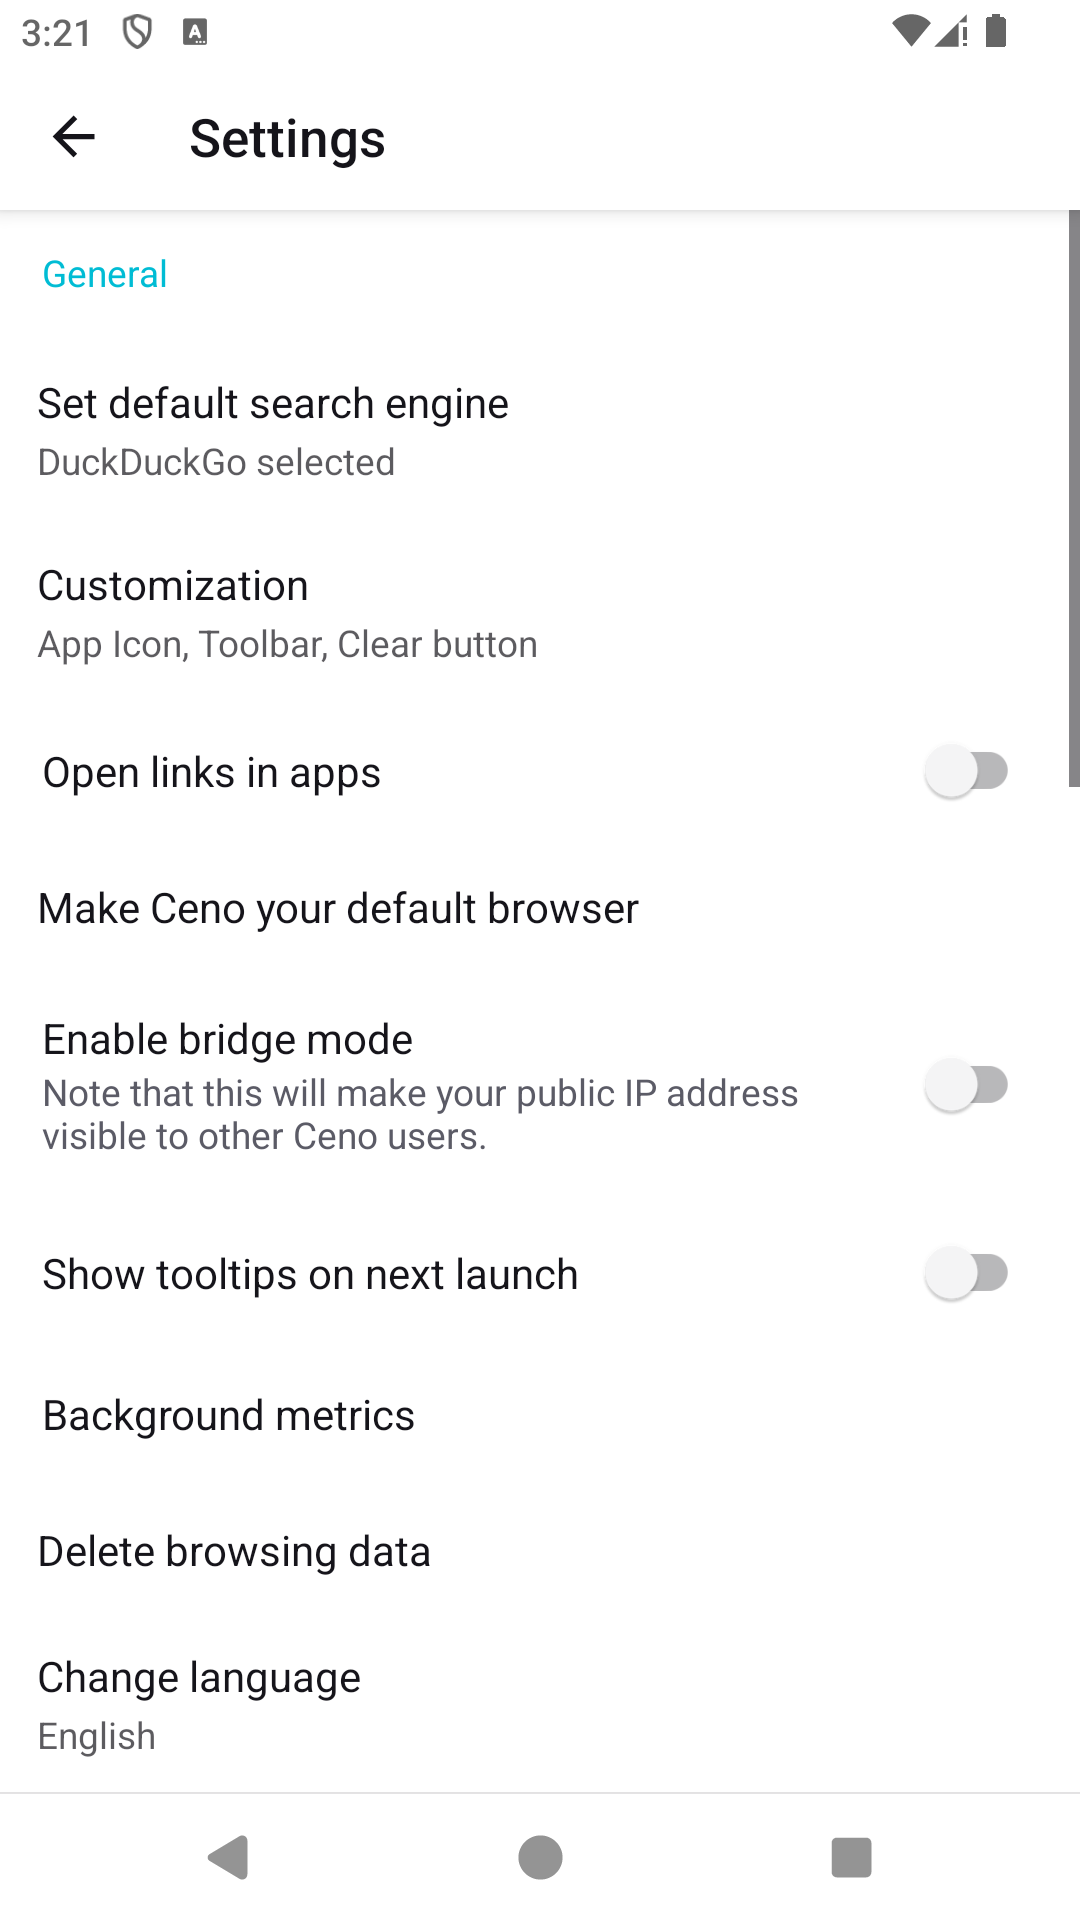 3:21
Settings
General
Set default search engine
DuckDuckGo selected
Customization
App Icon, Toolbar, Clear button
Open links in apps
Make Ceno your default browser
Enable bridge mode
Note that this will make your public IP address
visible to other Ceno users.
Show tooltips on next launch
Background metrics
Delete browsing data
Change language
English